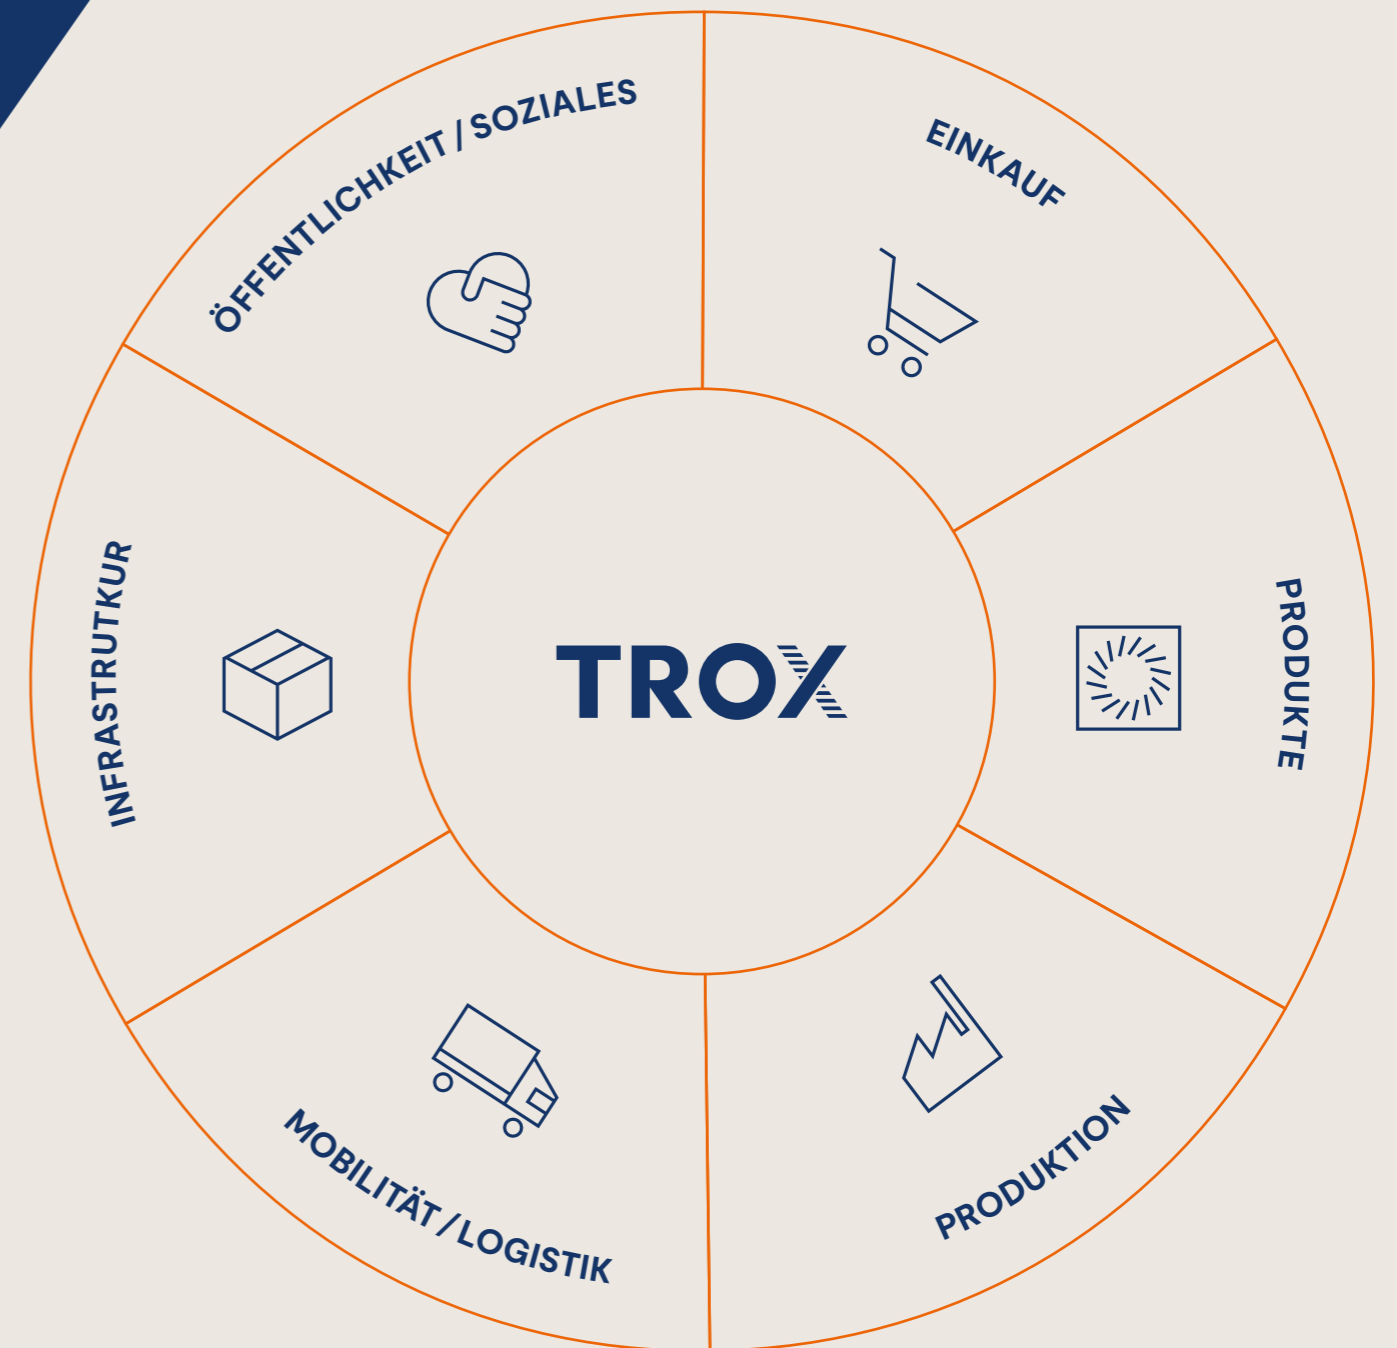 ÖFFENTLICHKEIT / SOZIALES
EINKAUF
INFRASTRUTKUR
TROX
PRODUKTE
MOBILITÄT / LOGISTIK
PRODUKTION